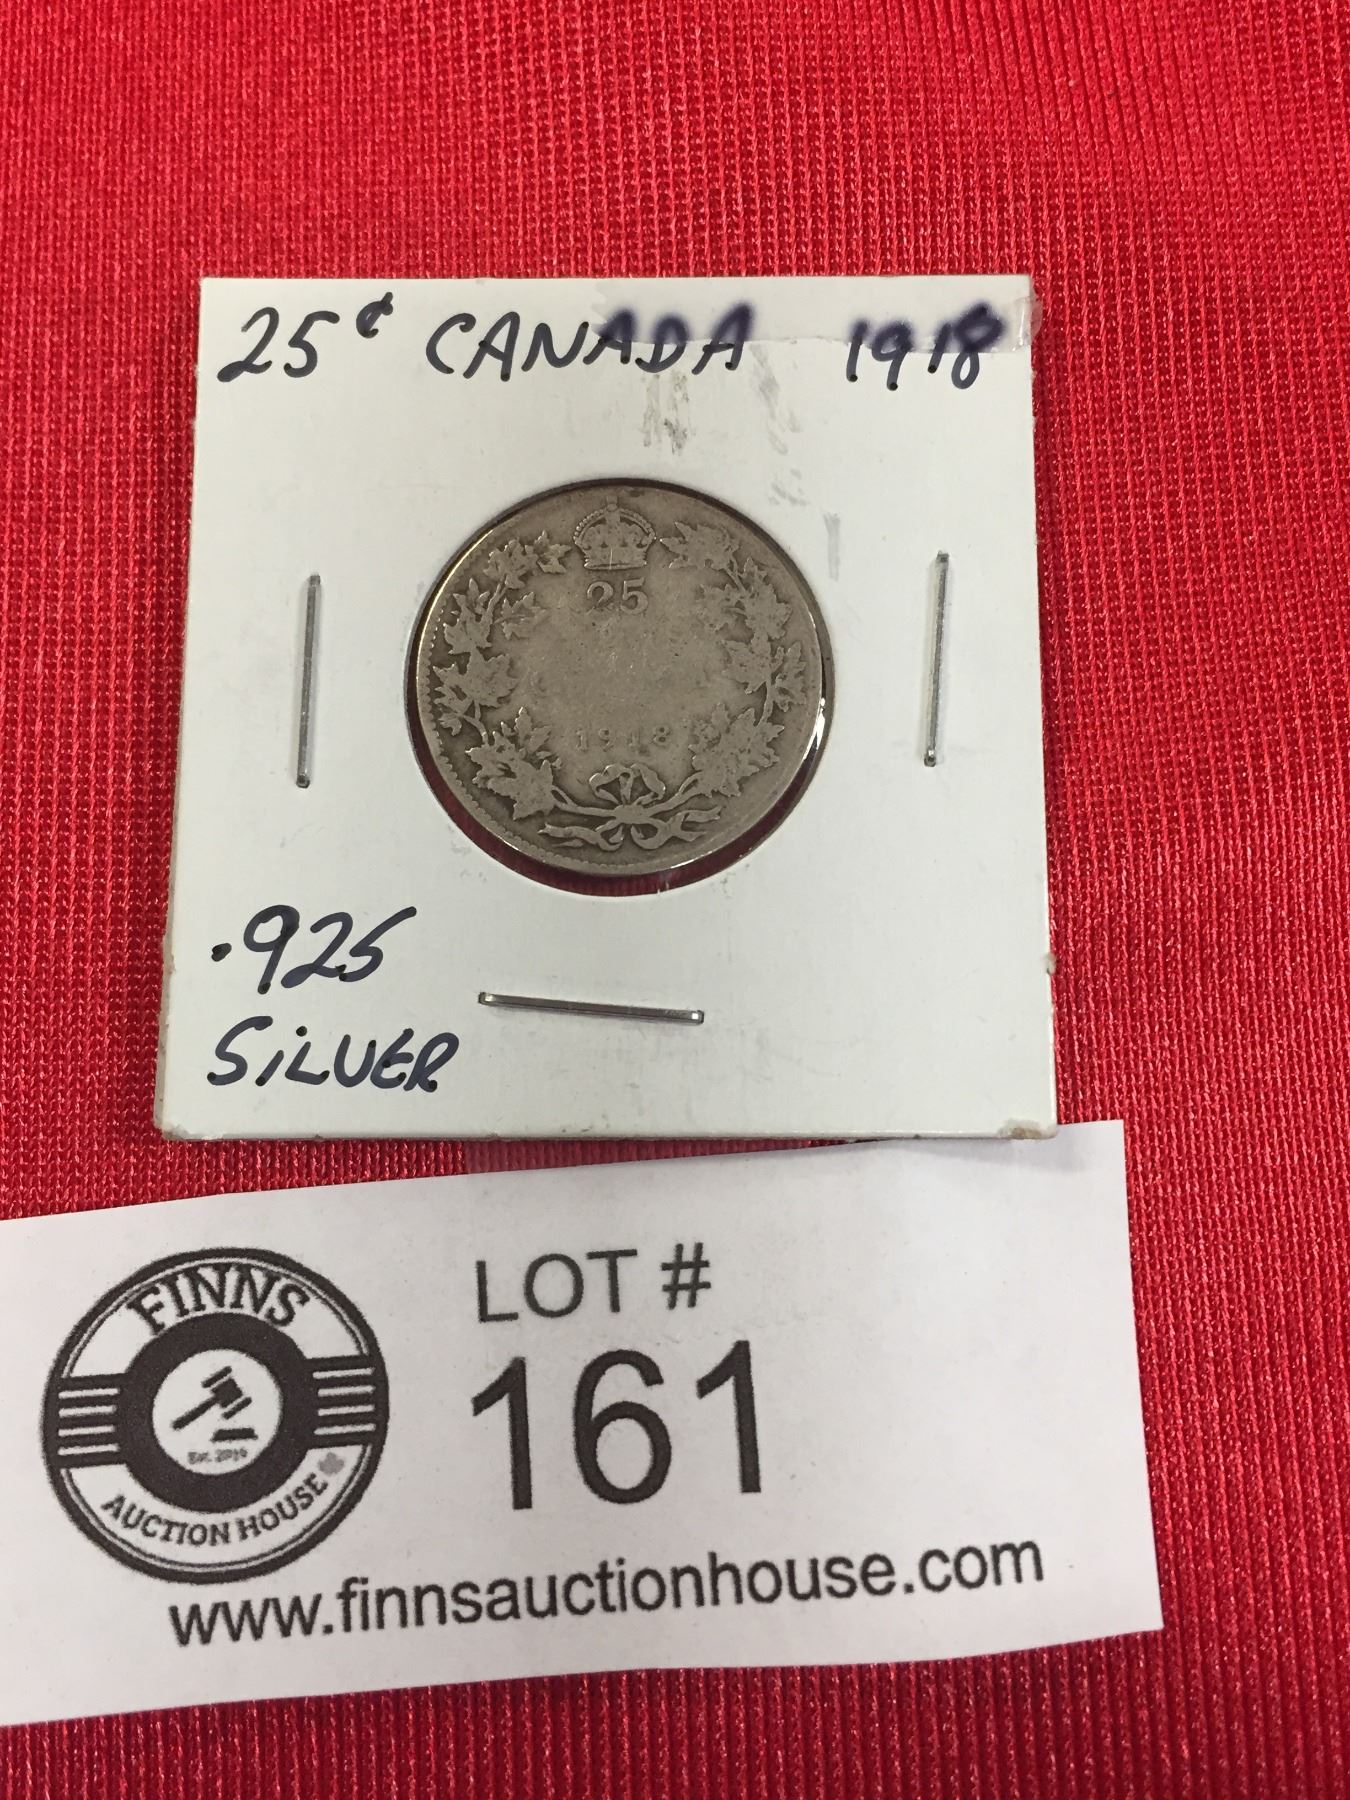 25¢ CANADA 1918
25
1918
.925
SiLVER
LOT #
161
FINNS
Est. 2019
AUCTION HOUSE
www.finnsauctionhouse.com